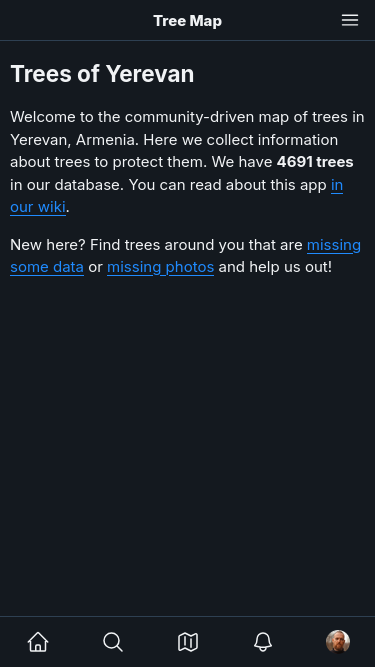 Tree Map
Trees of Yerevan
Welcome to the community-driven map of trees in
Yerevan, Armenia. Here we collect information
about trees to protect them. We have 4691 trees
in our database. You can read about this app in
our wiki.
New here? Find trees around you that are missing
some data or missing photos and help us out!